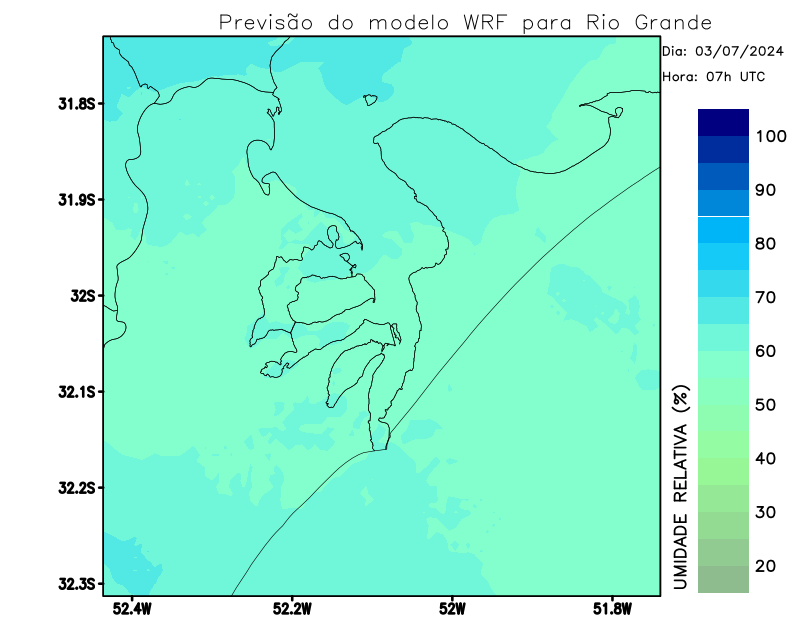 Previsão do modelo WRF para Rio Grande
Dia: 03/07/2024
Hora: 07h UTC
31.8S
31.9S
32S
32.1S
32.2S
32.3S
52.4W
52.2W
52W
51.8W
100
90
80
70
60
50
40
30
20
UMIDADE RELATIVA (%)